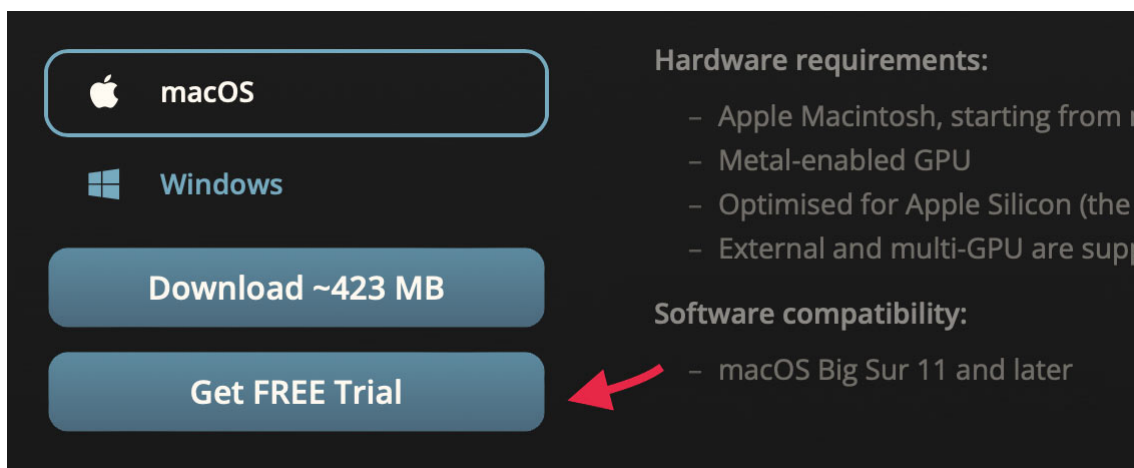 macOS
Windows
Download ~423 MB
Get FREE Trial
Hardware requirements:
– Apple Macintosh, starting from
– Metal-enabled GPU
– Optimised for Apple Silicon (the
– External and multi-GPU are
Software compatibility:
– macOS Big Sur 11 and later